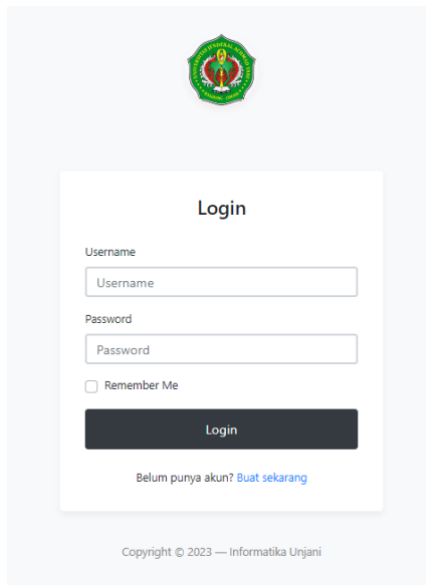 Login
Username
Username
Password
Password
Remember Me
Login
Belum punya akun? Buat sekarang
Copyright © 2023 — Informatika Unjani